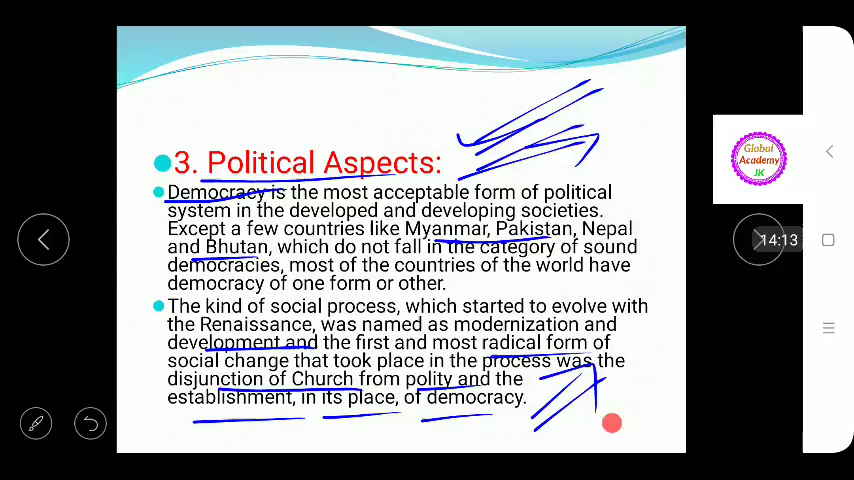 3. Political Aspects:
Democracy is the most acceptable form of political
system in the developed and developing societies.
Except a few countries like Myanmar, Pakistan, Nepal
and Bhutan, which do not fall in the category of sound
democracies, most of the countries of the world have
democracy of one form or other.
The kind of social process, which started to evolve with
the Renaissance, was named as modernization and
development and the first and most radical form of
social change that took place in the process was the
disjunction of Church from polity and the
establishment, in its place, of democracy.
Global
Academy
JK
14:13